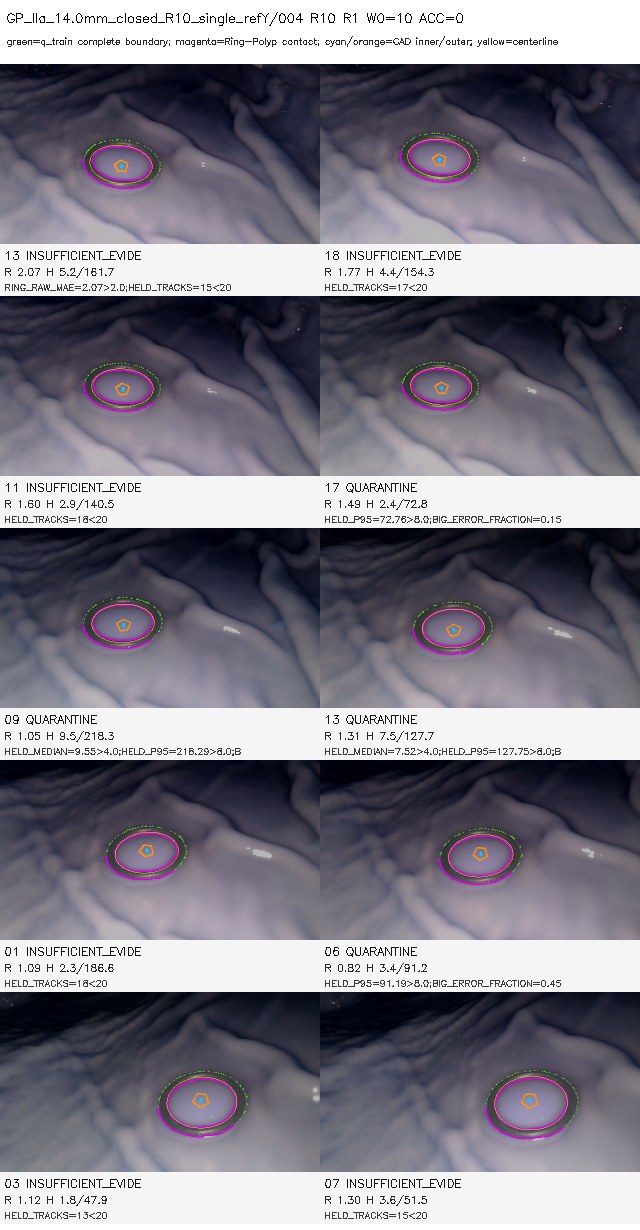 GP_IIa_14.0mm_closed_R10_single_refY/004 R10 R1 W0=10 ACC=0
green=q_train complete boundary; magenta=Ring-Polyp contact; cyan/orange=CAD inner/outer; yellow=centerline
13 INSUFFICIENT_EVIDE
R 2.07 H 5.2/161.7
RING_RAW_MAE=2.07>2.0;HELD_TRACKS=15<20
18 INSUFFICIENT_EVIDE
R 1.77 H 4.4/154.3
HELD_TRACKS=17<20
11 INSUFFICIENT_EVIDE
R 1.60 H 2.9/140.5
HELD_TRACKS=18<20
17 QUARANTINE
R 1.49 H 2.4/72.8
HELD_P95=72.76>8.0;BIG_ERROR_FRACTION=0.15
09 QUARANTINE
R 1.05 H 9.5/218.3
HELD_MEDIAN=9.55>4.0;HELD_P95=218.29>8.0;B
13 QUARANTINE
R 1.31 H 7.5/127.7
HELD_MEDIAN=7.52>4.0;HELD_P95=127.75>8.0;B
01 INSUFFICIENT_EVIDE
R 1.09 H 2.3/186.6
HELD_TRACKS=18<20
06 QUARANTINE
R 0.82 H 3.4/91.2
HELD_P95=91.19>8.0;BIG_ERROR_FRACTION=0.45
03 INSUFFICIENT_EVIDE
R 1.12 H 1.8/47.9
HELD_TRACKS=13<20
07 INSUFFICIENT_EVIDE
R 1.30 H 3.6/51.5
HELD_TRACKS=15<20